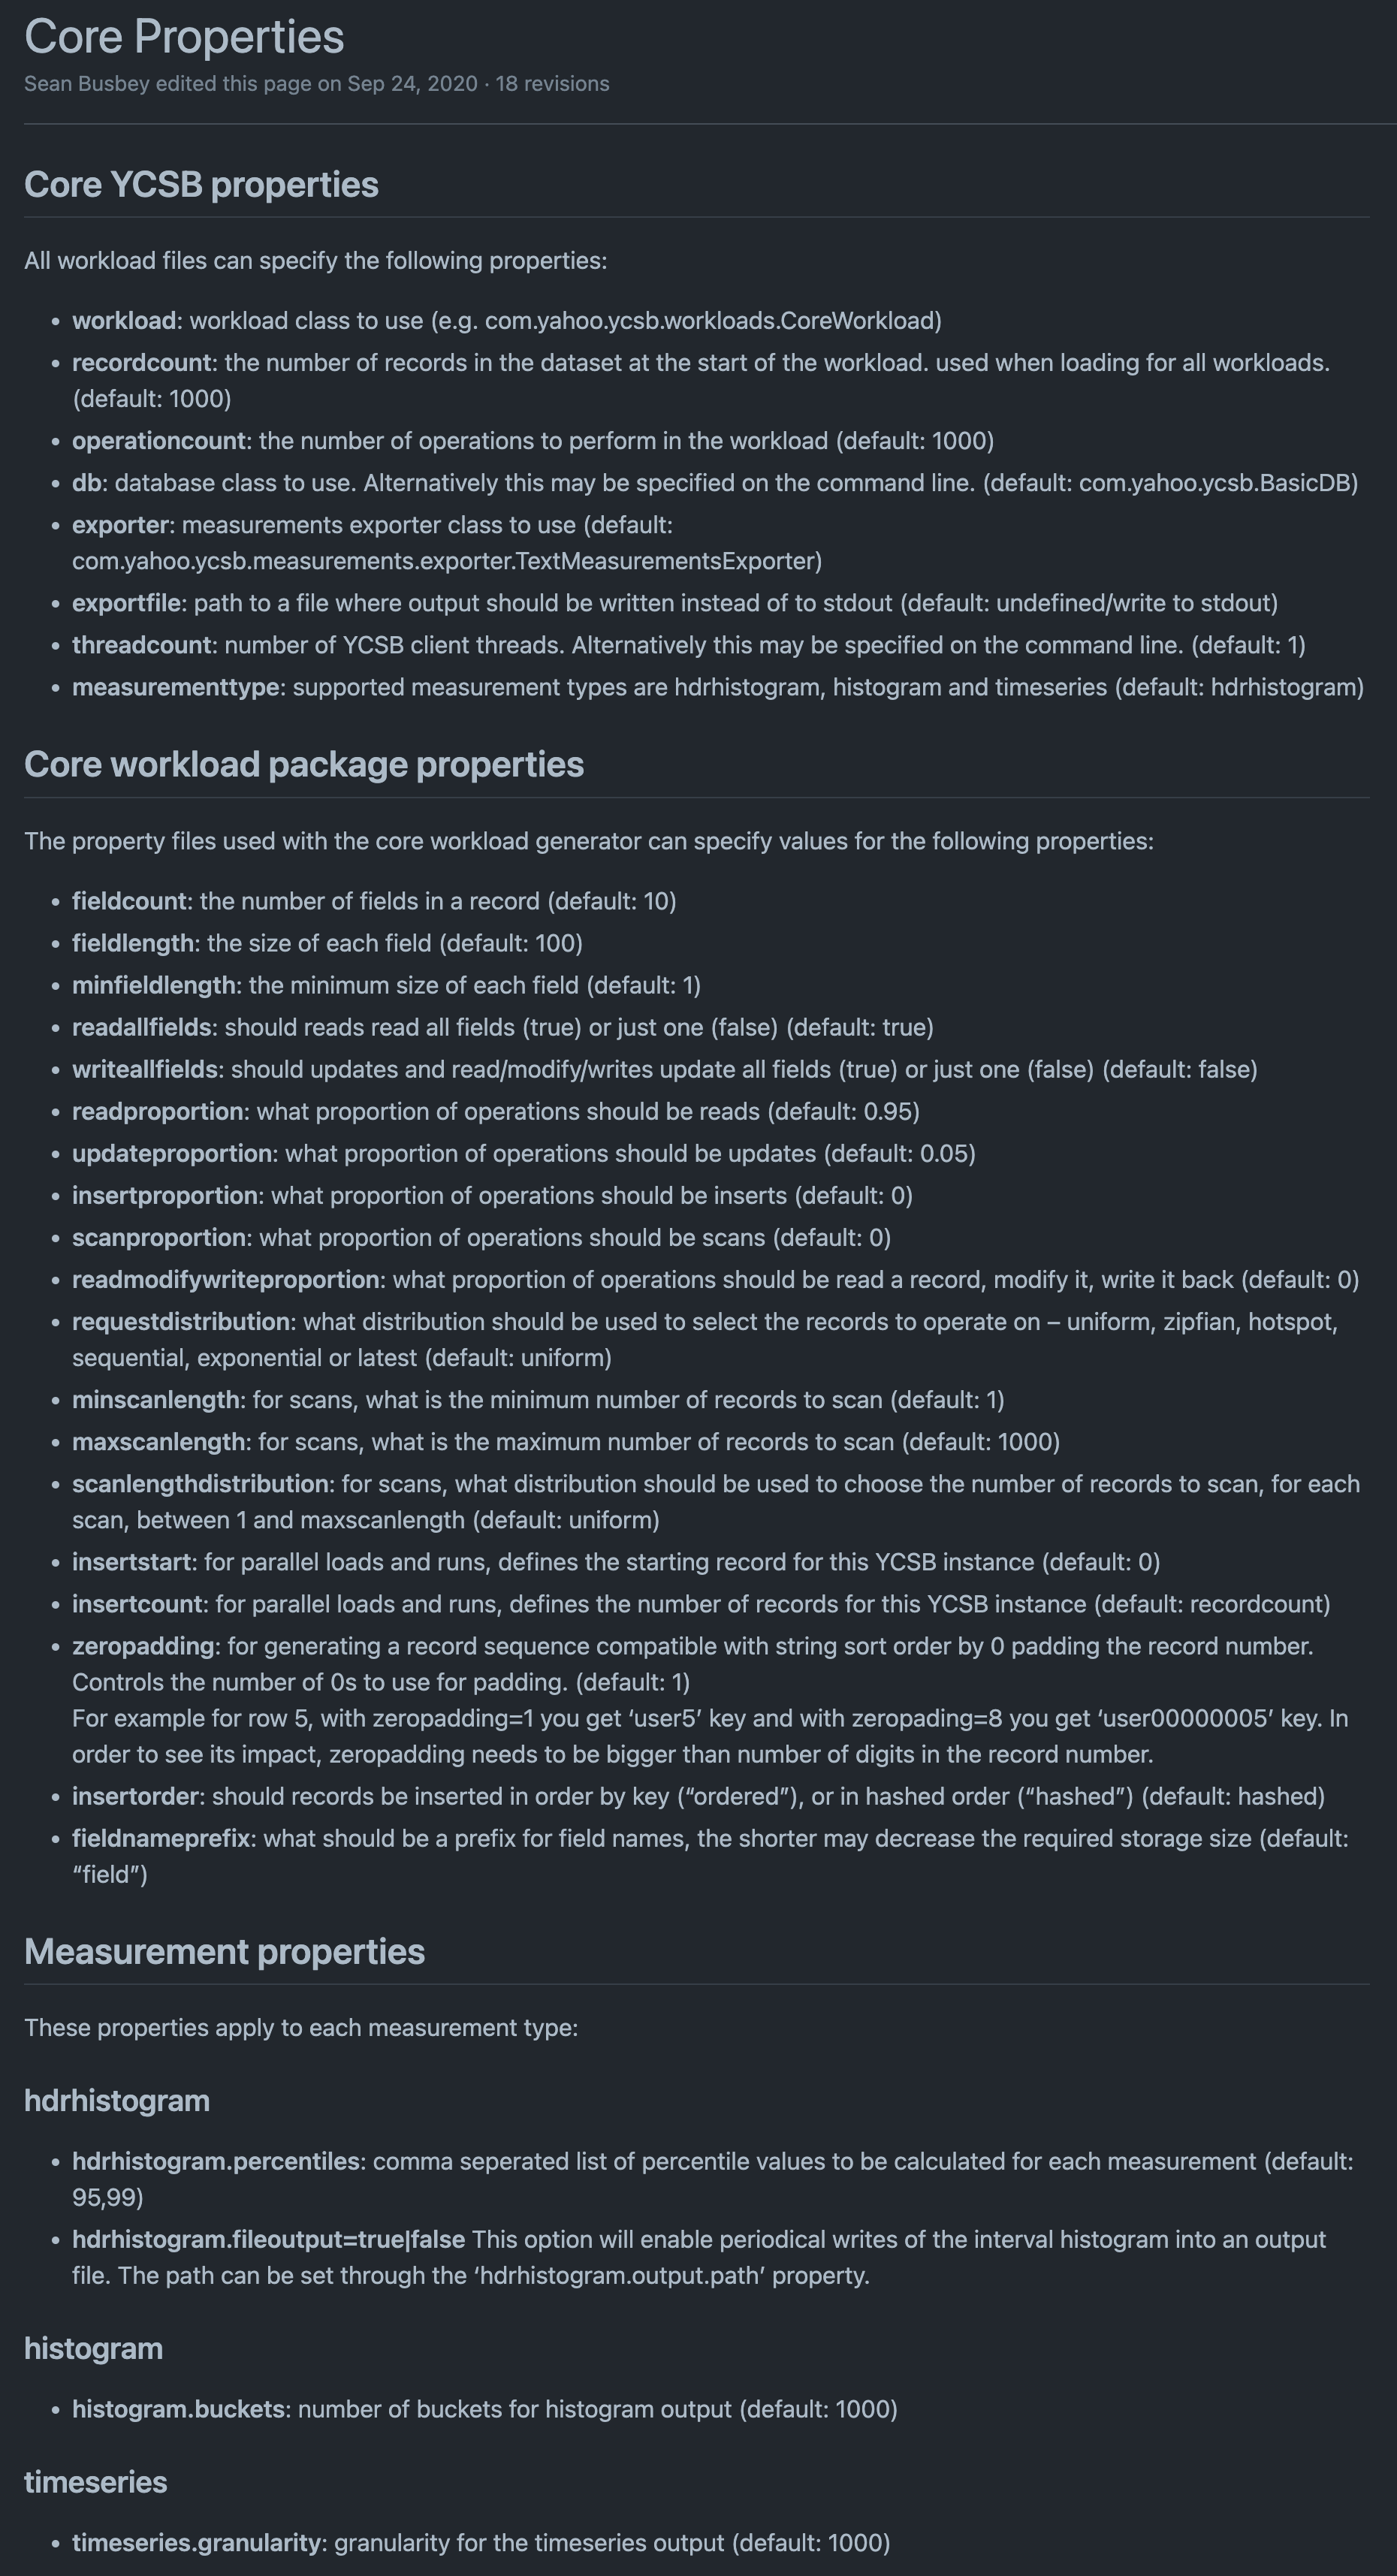 Core Properties
Sean Busbey edited this page on Sep 24, 2020 · 18 revisions
Core YCSB properties
All workload files can specify the following properties:
• workload: workload class to use (e.g. com.yahoo.ycsb.workloads.CoreWorkload)
• recordcount: the number of records in the dataset at the start of the workload. used when loading for all workloads.
(default: 1000)
• operationcount: the number of operations to perform in the workload (default: 1000)
• db: database class to use. Alternatively this may be specified on the command line. (default: com.yahoo.ycsb.BasicDB)
• exporter: measurements exporter class to use (default:
com.yahoo.ycsb.measurements.exporter.TextMeasurementsExporter)
• exportfile: path to a file where output should be written instead of to stdout (default: undefined/write to stdout)
• threadcount: number of YCSB client threads. Alternatively this may be specified on the command line. (default: 1)
• measurementtype: supported measurement types are hdrhistogram, histogram and timeseries (default: hdrhistogram)
Core workload package properties
The property files used with the core workload generator can specify values for the following properties:
• fieldcount: the number of fields in a record (default: 10)
• fieldlength: the size of each field (default: 100)
• minfieldlength: the minimum size of each field (default: 1)
• readallfields: should reads read all fields (true) or just one (false) (default: true)
• writeallfields: should updates and read/modify/writes update all fields (true) or just one (false) (default: false)
• readproportion: what proportion of operations should be reads (default: 0.95)
• updateproportion: what proportion of operations should be updates (default: 0.05)
• insertproportion: what proportion of operations should be inserts (default: 0)
• scanproportion: what proportion of operations should be scans (default: 0)
• readmodifywriteproportion: what proportion of operations should be read a record, modify it, write it back (default: 0)
• requestdistribution: what distribution should be used to select the records to operate on – uniform, zipfian, hotspot,
sequential, exponential or latest (default: uniform)
• minscanlength: for scans, what is the minimum number of records to scan (default: 1)
• maxscanlength: for scans, what is the maximum number of records to scan (default: 1000)
• scanlengthdistribution: for scans, what distribution should be used to choose the number of records to scan, for each
scan, between 1 and maxscanlength (default: uniform)
• insertstart: for parallel loads and runs, defines the starting record for this YCSB instance (default: 0)
• insertcount: for parallel loads and runs, defines the number of records for this YCSB instance (default: recordcount)
• zeropadding: for generating a record sequence compatible with string sort order by 0 padding the record number.
Controls the number of 0s to use for padding. (default: 1)
For example for row 5, with zeropadding=1 you get ‘user5’ key and with zeropading=8 you get ‘user00000005’ key. In
order to see its impact, zeropadding needs to be bigger than number of digits in the record number.
• insertorder: should records be inserted in order by key (“ordered”), or in hashed order (“hashed”) (default: hashed)
• fieldnameprefix: what should be a prefix for field names, the shorter may decrease the required storage size (default:
“field”)
Measurement properties
These properties apply to each measurement type:
hdrhistogram
• hdrhistogram.percentiles: comma seperated list of percentile values to be calculated for each measurement (default:
95,99)
• hdrhistogram.fileoutput=true|false This option will enable periodical writes of the interval histogram into an output
file. The path can be set through the ‘hdrhistogram.output.path’ property.
histogram
• histogram.buckets: number of buckets for histogram output (default: 1000)
timeseries
• timeseries.granularity: granularity for the timeseries output (default: 1000)